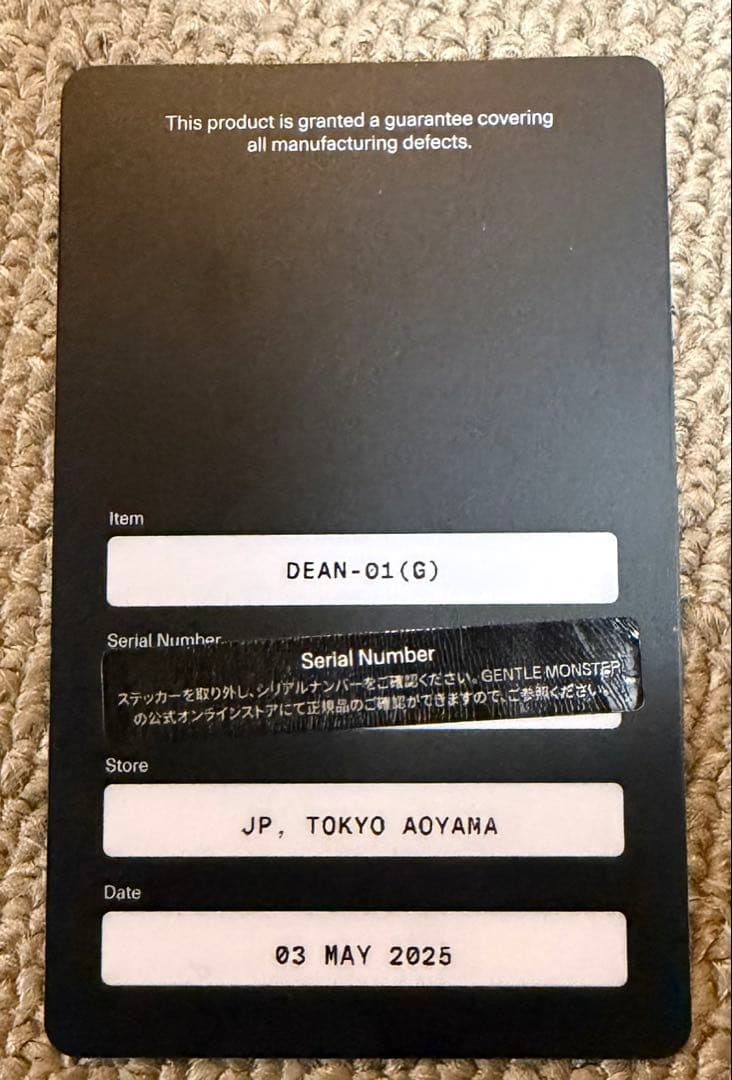 This product is granted a guarantee covering
all manufacturing defects.
Item
DEAN-01(G)
Serial Number
Serial Number
ステッカーを取り外し、シリアルナンバーをご確認ください。GENTLE MONSTER
の公式オンラインストアにて正規品のご確認ができますので、ご参照ください。
Store
JP, TOKYO AOYAMA
Date
03 MAY 2025